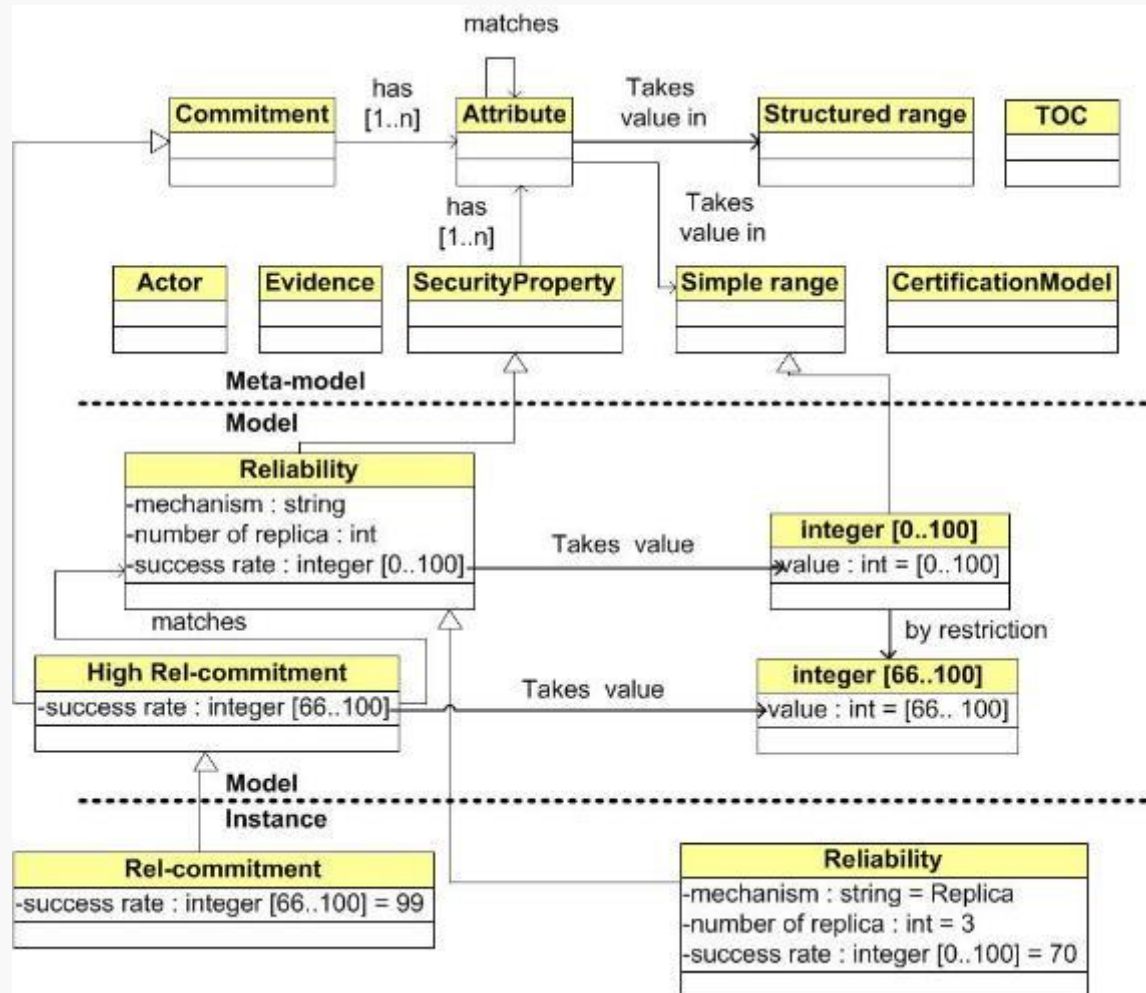 matches
has
[1..n]
Takes
value in
Commitment
Attribute
Structured range
TOC
has
[1..n]
Takes
value in
Actor
Evidence
SecurityProperty
Simple range
CertificationModel
Meta-model
Model
Reliability
-mechanism : string
-number of replica : int
-success rate : integer [0..100]
Takes value
integer [0..100]
value : int = [0..100]
matches
by restriction
High Rel-commitment
-success rate : integer [66..100]
Takes value
integer [66..100]
value : int = [66.. 100]
Model
Instance
Rel-commitment
-success rate : integer [66..100] = 99
Reliability
-mechanism : string = Replica
-number of replica : int = 3
-success rate : integer [0..100] = 70